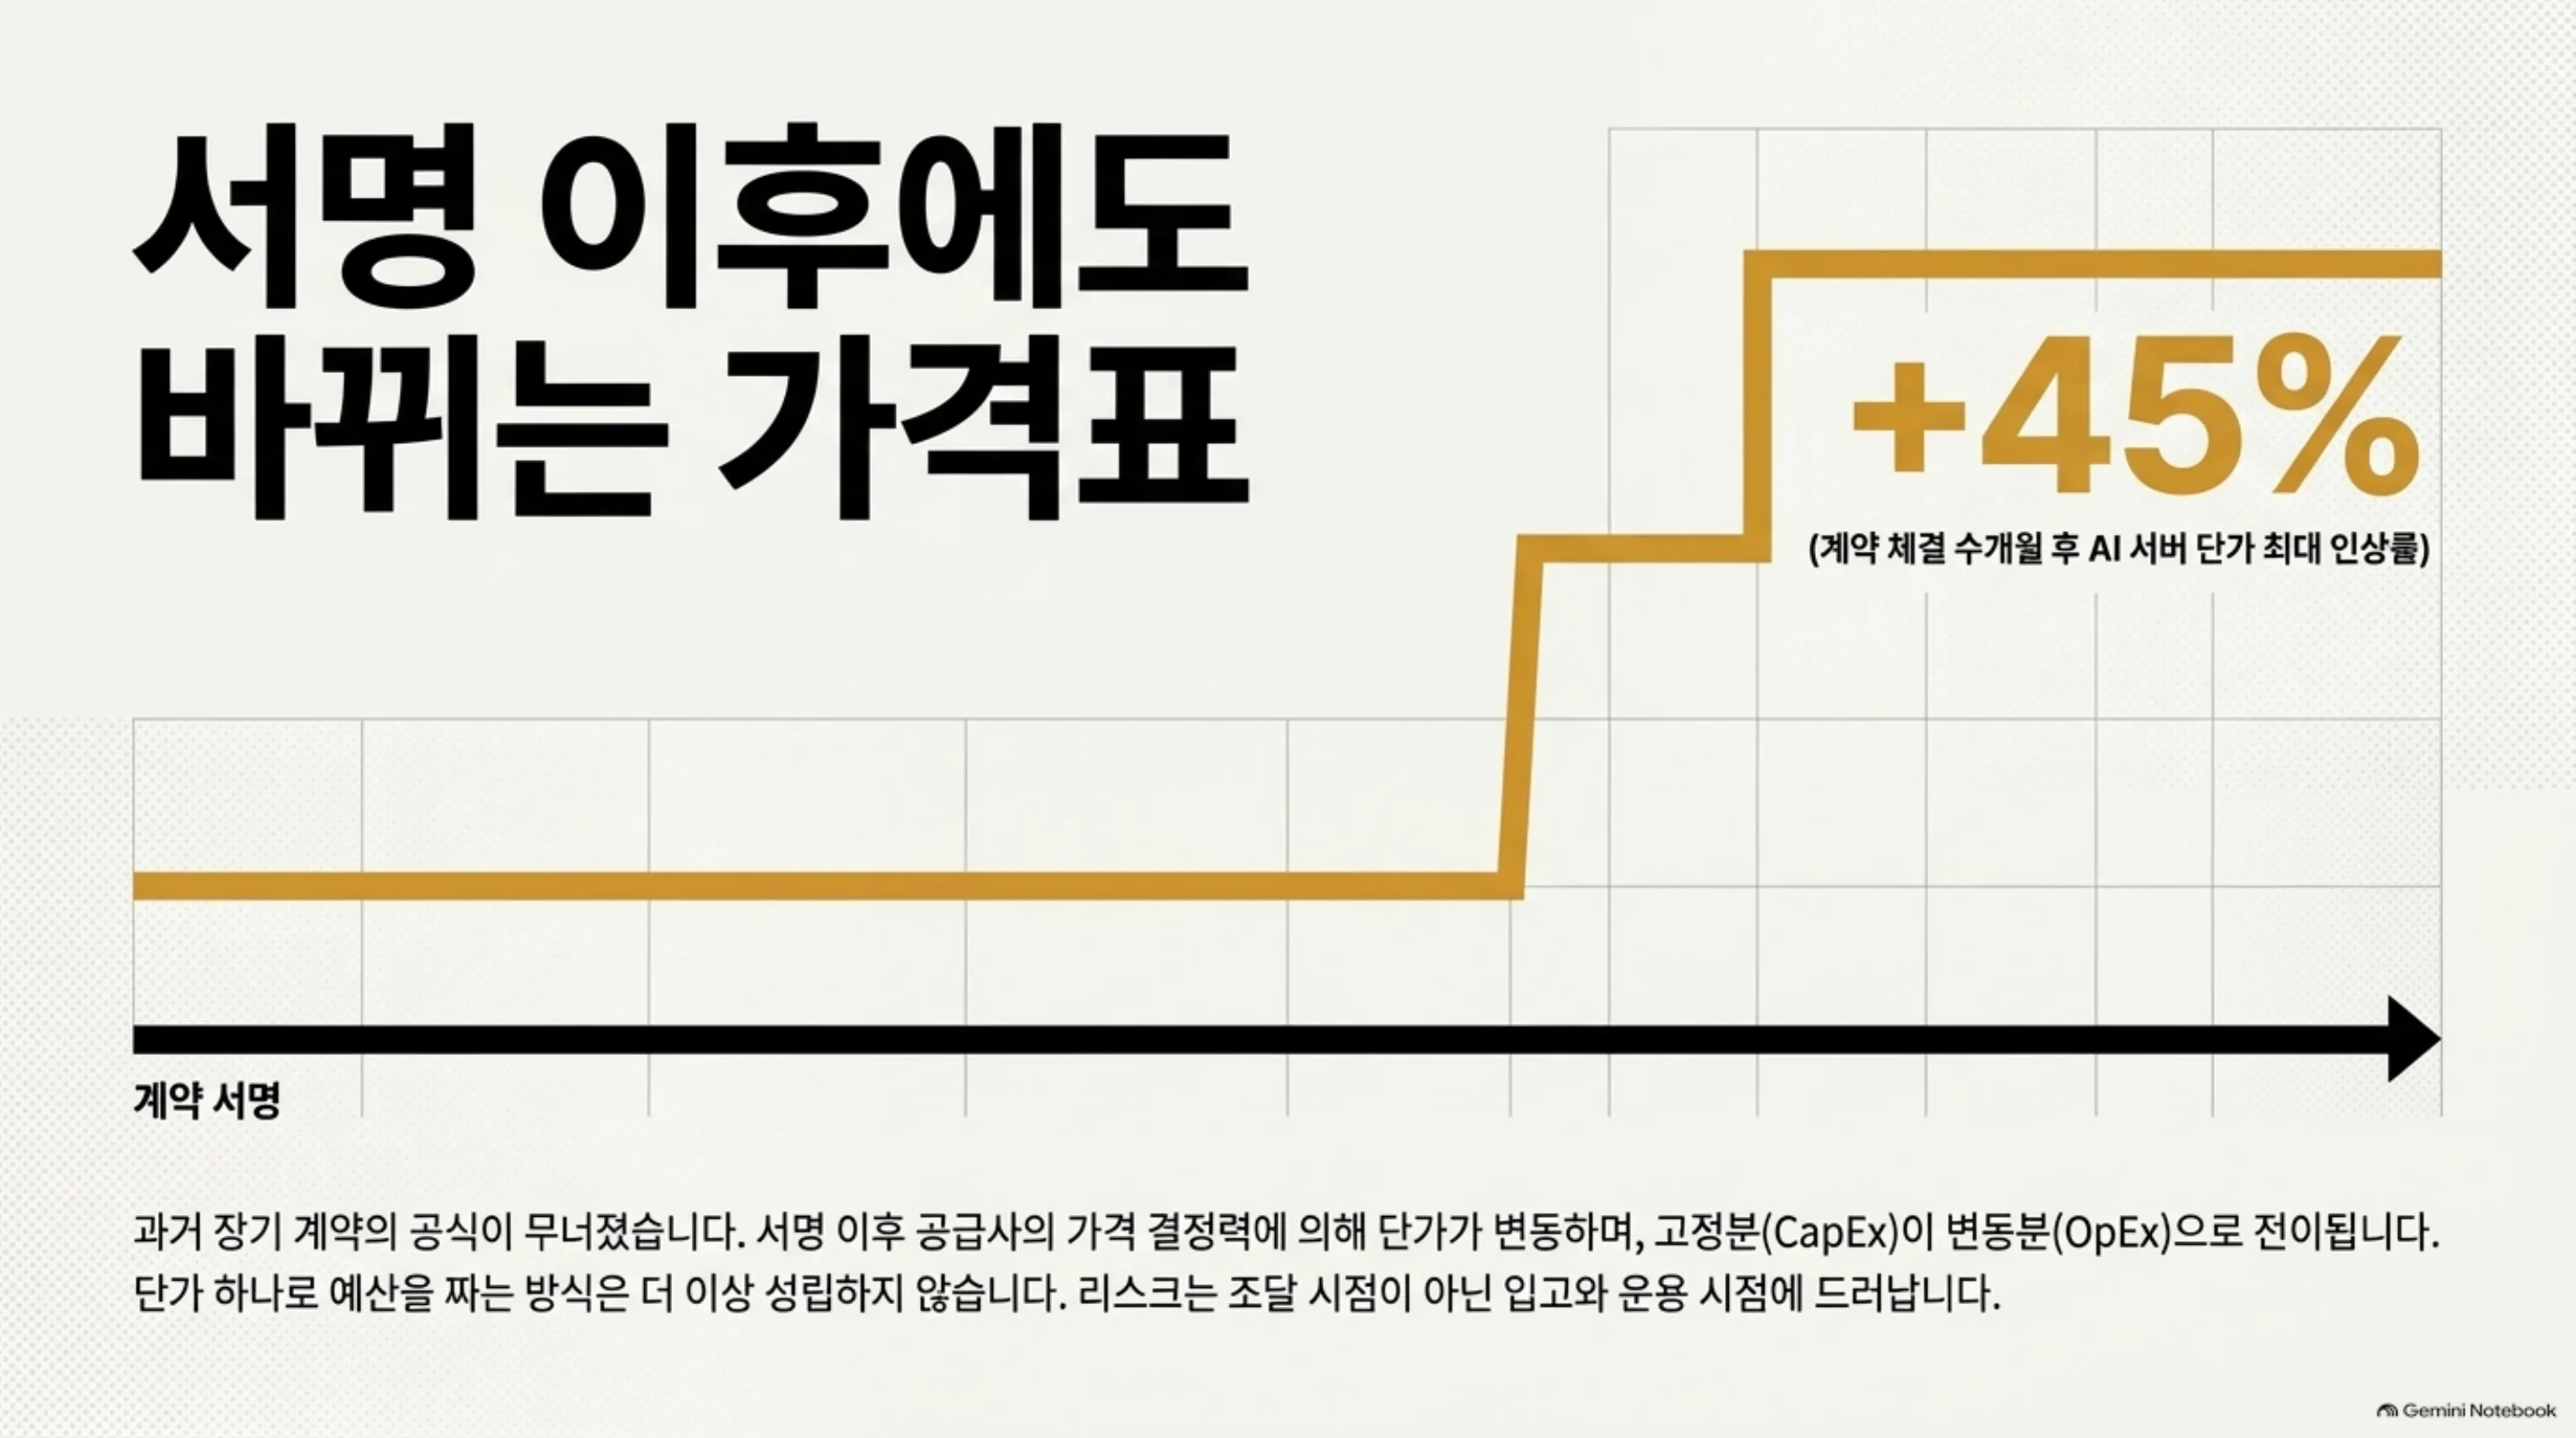 서명 이후에도
바뀌는 가격표
+45%
(계약 체결 수개월 후 AI 서버 단가 최대 인상률)
계약 서명
과거 장기 계약의 공식이 무너졌습니다. 서명 이후 공급사의 가격 결정력에 의해 단가가 변동하며, 고정분(CapEx)이 변동분(OpEx)으로 전이됩니다.
단가 하나로 예산을 짜는 방식은 더 이상 성립하지 않습니다. 리스크는 조달 시점이 아닌 입고와 운용 시점에 드러납니다.
Gemini Notebook